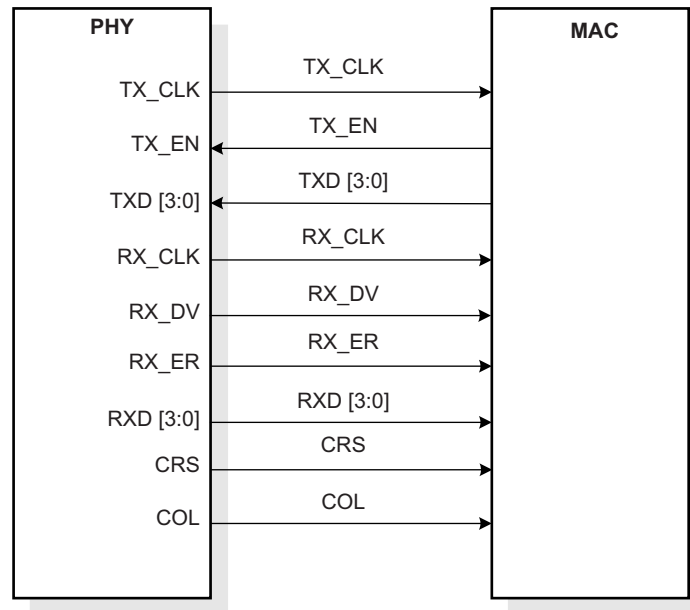 PHY
MAC
TX_CLK
TX_CLK
TX_EN
TX_EN
TXD [3:0]
TXD [3:0]
RX_CLK
RX_CLK
RX_DV
RX_DV
RX_ER
RX_ER
RXD [3:0]
RXD [3:0]
CRS
CRS
COL
COL